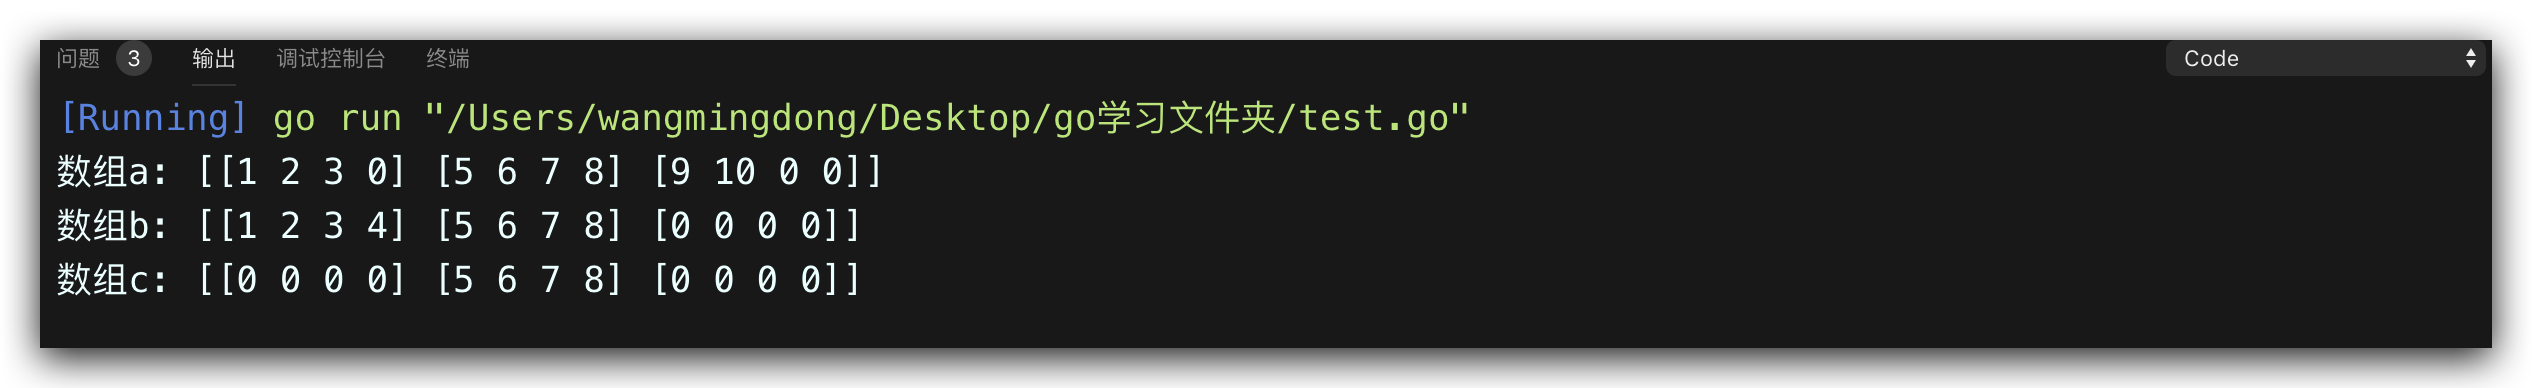 问题 3 输出 调试控制台 终端 Code
[Running] go run "/Users/wangmingdong/Desktop/go学习文件夹/test.go"
数组a: [[1 2 3 0] [5 6 7 8] [9 10 0 0]]
数组b: [[1 2 3 4] [5 6 7 8] [0 0 0 0]]
数组c: [[0 0 0 0] [5 6 7 8] [0 0 0 0]]